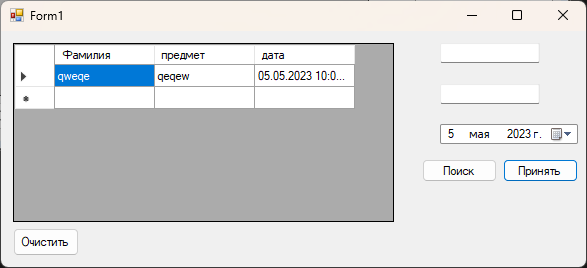 Form1
Фамилия предмет дата
qweqe qeqew 05.05.2023 10:0...
5 мая 2023 г.
Поиск Принять
Очистить